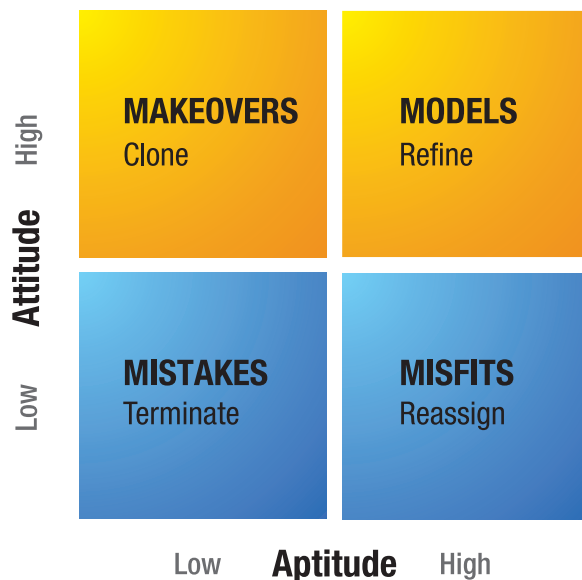 High
Attitude
Low
MAKEOVERS
Clone
MODELS
Refine
MISTAKES
Terminate
MISFITS
Reassign
Low
Aptitude
High